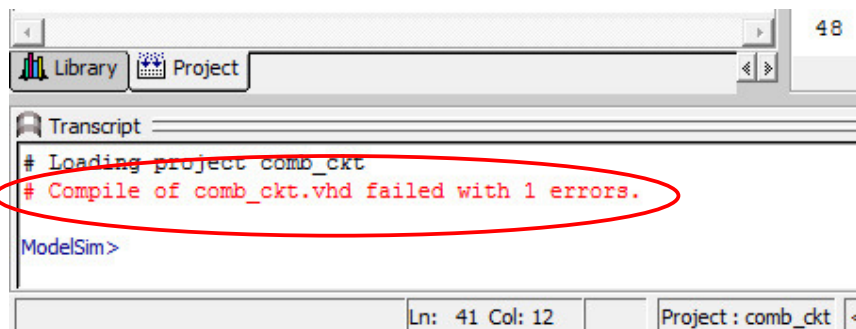 48
Library Project
Transcript
# Loading project comb_ckt
# Compile of comb_ckt.vhd failed with 1 errors.
ModelSim>
Ln: 41 Col: 12 Project : comb_ckt